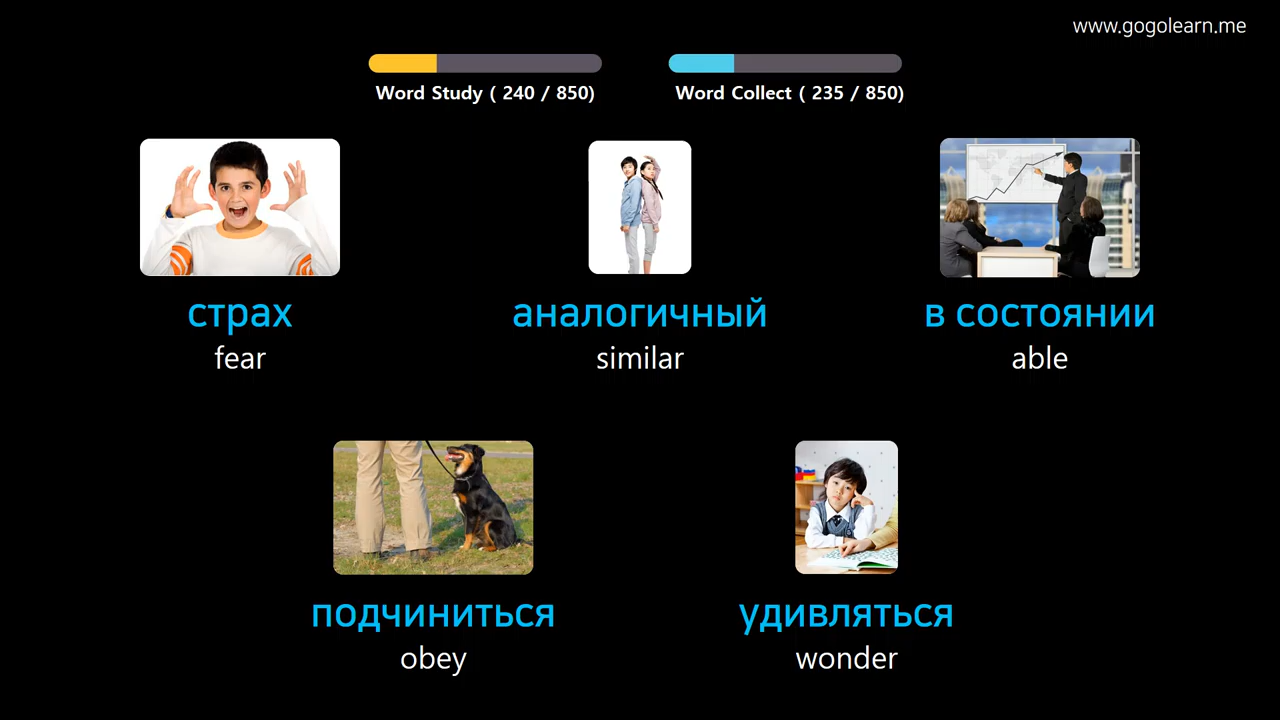 www.gogolearn.me
Word Study ( 240 / 850)
Word Collect ( 235 / 850)
страх
fear
аналогичный
similar
в состоянии
able
подчиниться
obey
удивляться
wonder